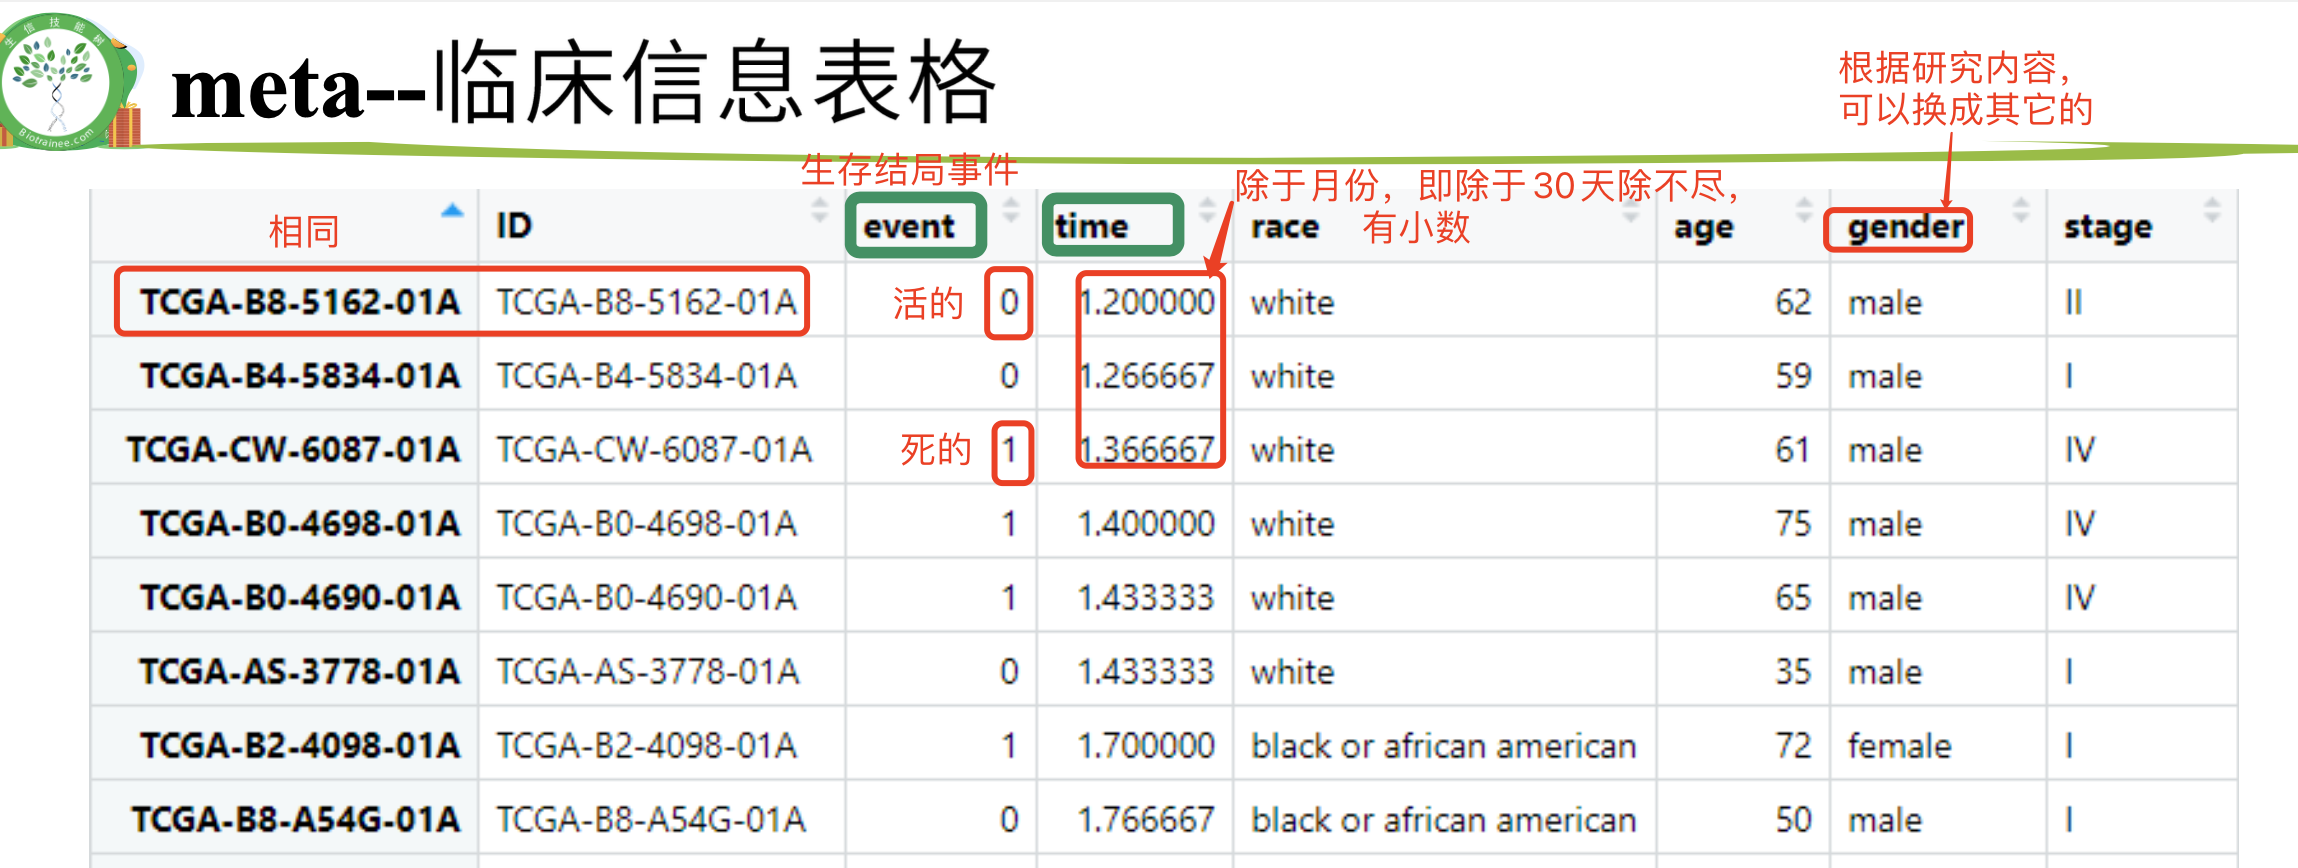 生信技能树
Biotrainee.com
meta--临床信息表格
根据研究内容，
可以换成其它的
生存结局事件
除于月份，即除于30天除不尽，
有小数
相同 ID event time race age gender stage
TCGA-B8-5162-01A TCGA-B8-5162-01A 活的 0 1.200000 white 62 male II
TCGA-B4-5834-01A TCGA-B4-5834-01A 0 1.266667 white 59 male I
TCGA-CW-6087-01A TCGA-CW-6087-01A 死的 1 1.366667 white 61 male IV
TCGA-B0-4698-01A TCGA-B0-4698-01A 1 1.400000 white 75 male IV
TCGA-B0-4690-01A TCGA-B0-4690-01A 1 1.433333 white 65 male IV
TCGA-AS-3778-01A TCGA-AS-3778-01A 0 1.433333 white 35 male I
TCGA-B2-4098-01A TCGA-B2-4098-01A 1 1.700000 black or african american 72 female I
TCGA-B8-A54G-01A TCGA-B8-A54G-01A 0 1.766667 black or african american 50 male I